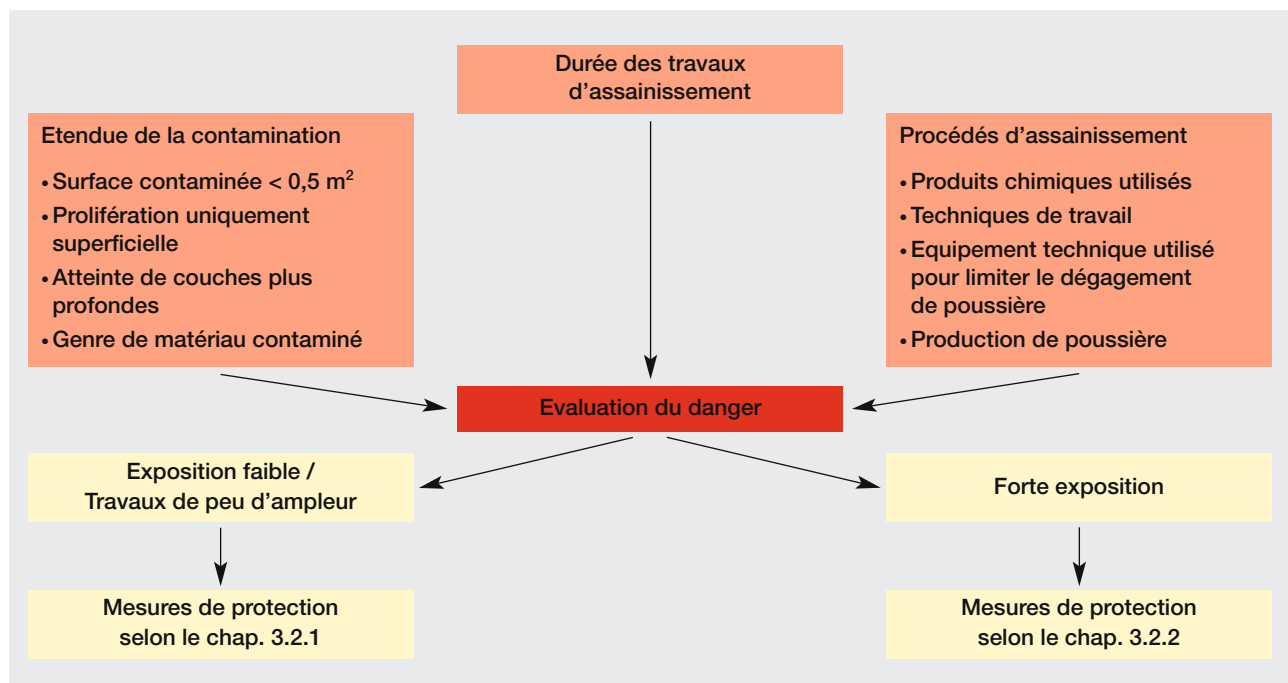 Durée des travaux
d'assainissement
Etendue de la contamination
• Surface contaminée < 0,5 m²
• Prolifération uniquement
superficielle
• Atteinte de couches plus
profondes
• Genre de matériau contaminé
Procédés d'assainissement
• Produits chimiques utilisés
• Techniques de travail
• Equipement technique utilisé
pour limiter le dégagement
de poussière
• Production de poussière
Evaluation du danger
Exposition faible /
Travaux de peu d'ampleur
Forte exposition
Mesures de protection
selon le chap. 3.2.1
Mesures de protection
selon le chap. 3.2.2